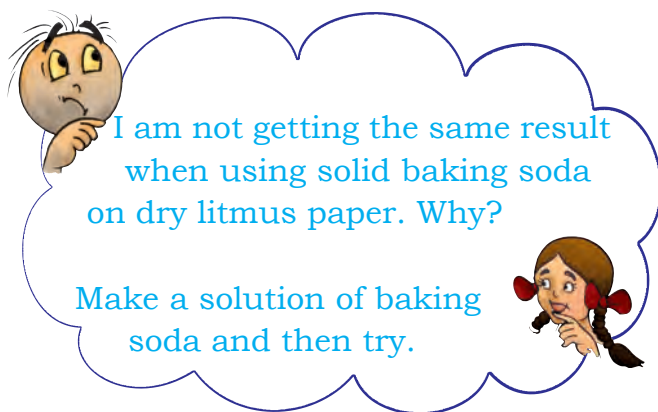 I am not getting the same result
when using solid baking soda
on dry litmus paper. Why?
Make a solution of baking
soda and then try.